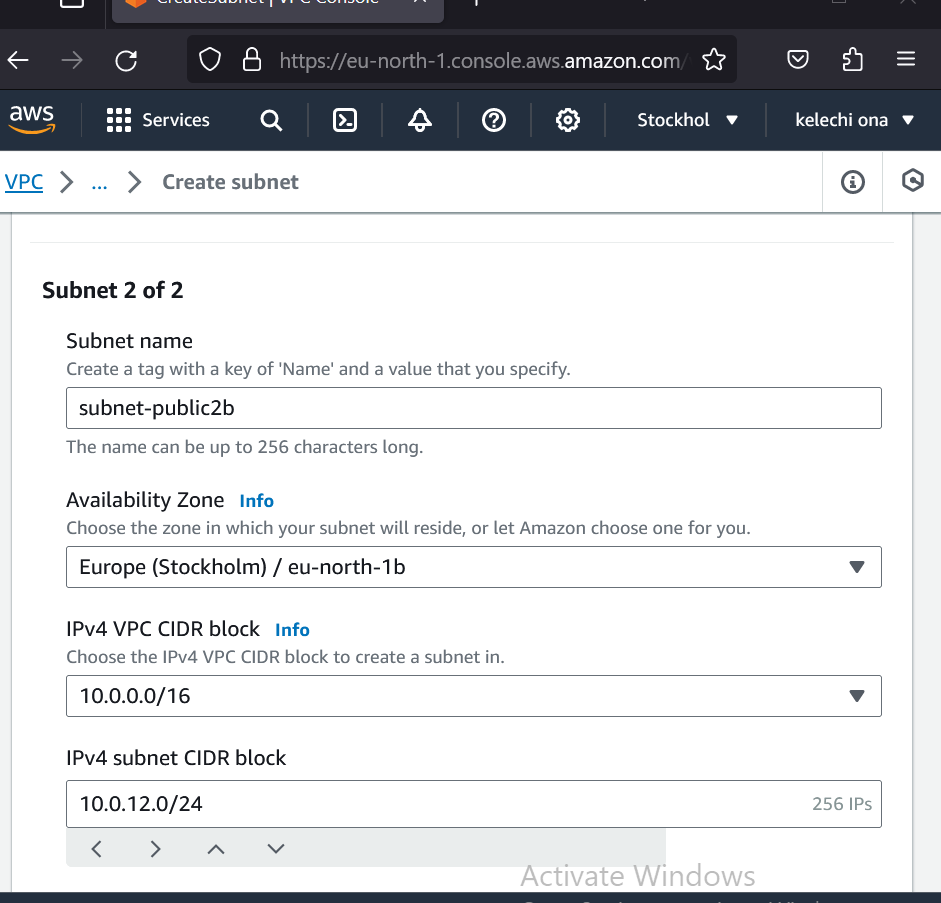 CreateSubnet | VPC Console
https://eu-north-1.console.aws.amazon.com/
aws Services Stockhol kelechi ona
VPC ... Create subnet
Subnet 2 of 2
Subnet name
Create a tag with a key of 'Name' and a value that you specify.
subnet-public2b
The name can be up to 256 characters long.
Availability Zone Info
Choose the zone in which your subnet will reside, or let Amazon choose one for you.
Europe (Stockholm) / eu-north-1b
IPv4 VPC CIDR block Info
Choose the IPv4 VPC CIDR block to create a subnet in.
10.0.0.0/16
IPv4 subnet CIDR block
10.0.12.0/24 256 IPs
Activate Windows